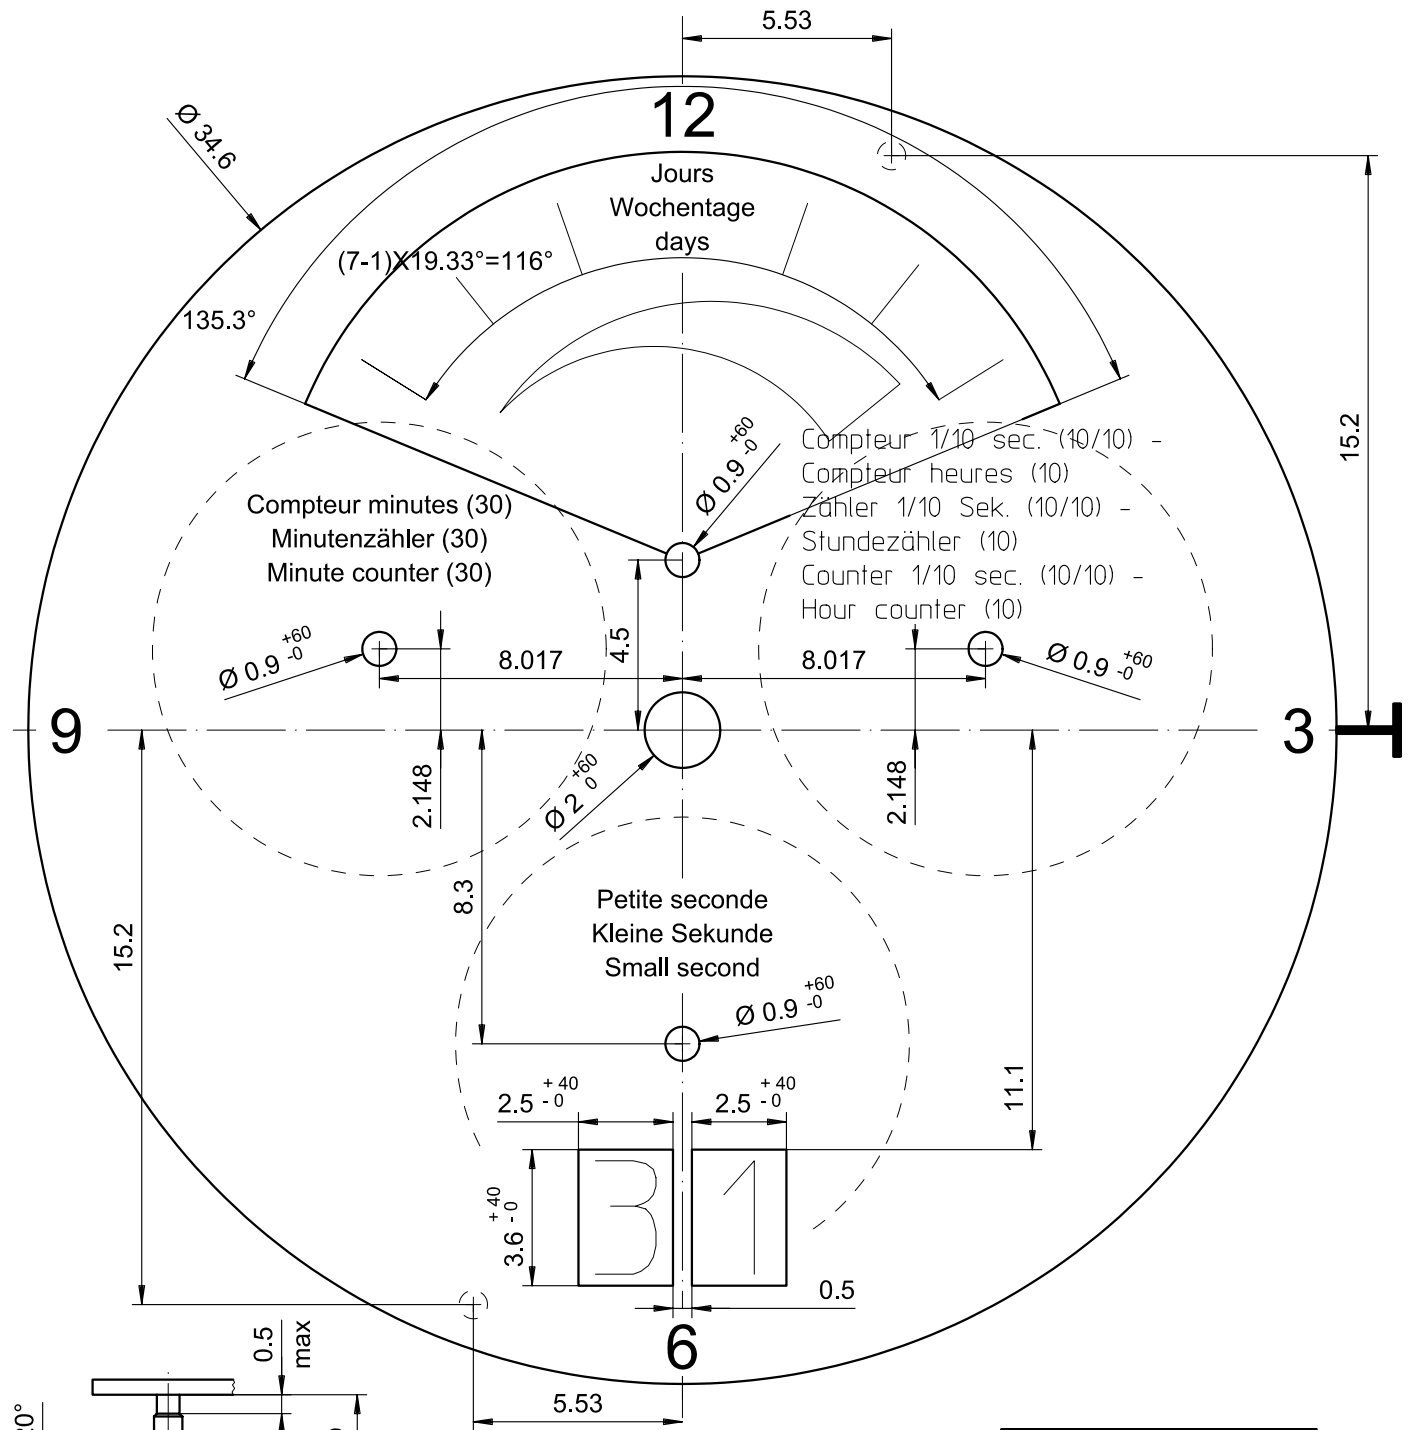 5.53
12
Ø 34.6
Jours
Wochentage
days
(7-1)X19.33°=116°
135.3°
15.2
Ø 0.9 +60 -0
Compteur 1/10 sec. (10/10) -
Compteur heures (10)
Zähler 1/10 Sek. (10/10) -
Stundezähler (10)
Counter 1/10 sec. (10/10) -
Hour counter (10)
Compteur minutes (30)
Minutenzähler (30)
Minute counter (30)
4.5
Ø 0.9 +60 -0
8.017
8.017
Ø 0.9 +60 -0
9
3
2.148
2.148
Ø 2 +60 0
8.3
15.2
Petite seconde
Kleine Sekunde
Small second
Ø 0.9 +60 -0
11.1
2.5 +40 -0
2.5 +40 -0
3.6 +40 -0
31
0.5
6
0.5
max
5.53